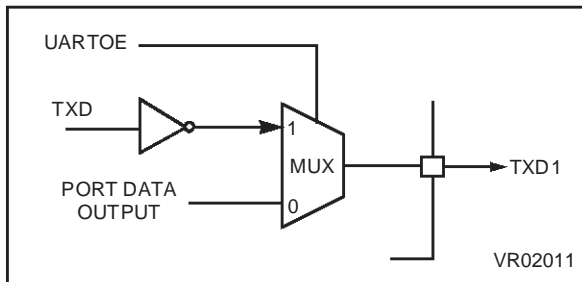 UARTOE
TXD
1
MUX
TXD1
PORT DATA
OUTPUT
0
VR02011